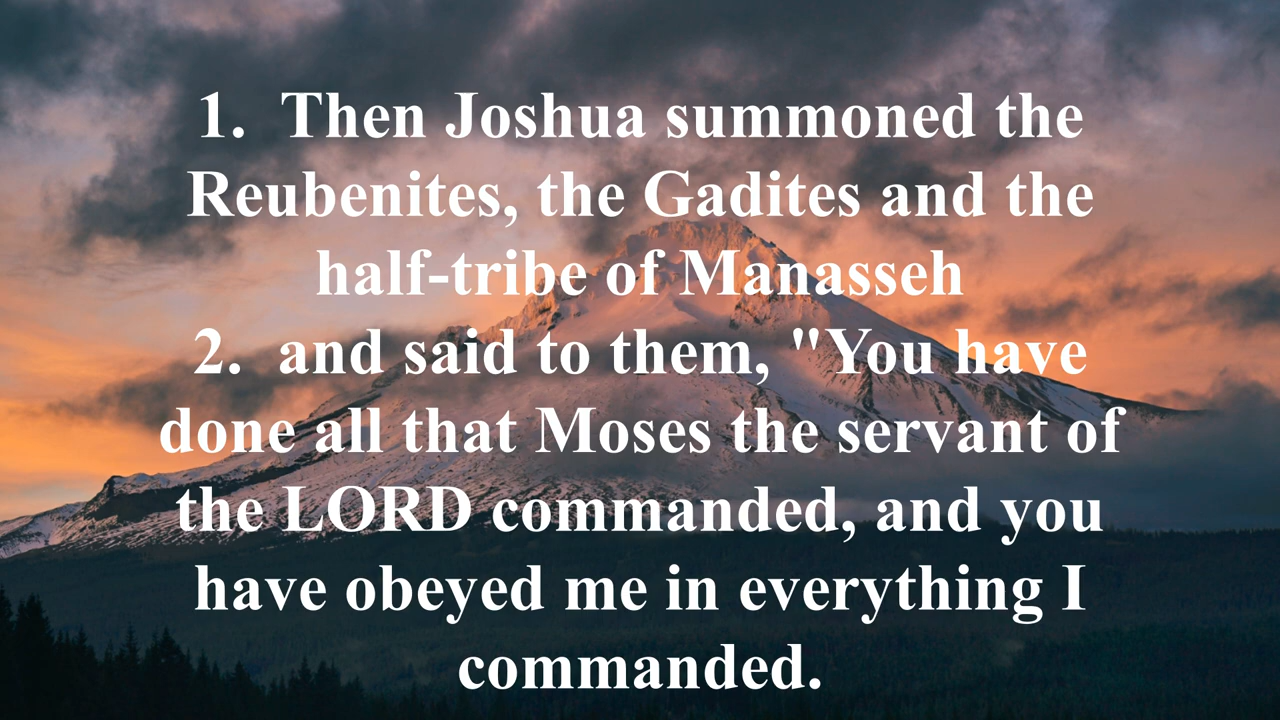 1.  Then Joshua summoned the
Reubenites, the Gadites and the
half-tribe of Manasseh
2.  and said to them, "You have
done all that Moses the servant of
the LORD commanded, and you
have obeyed me in everything I
commanded.